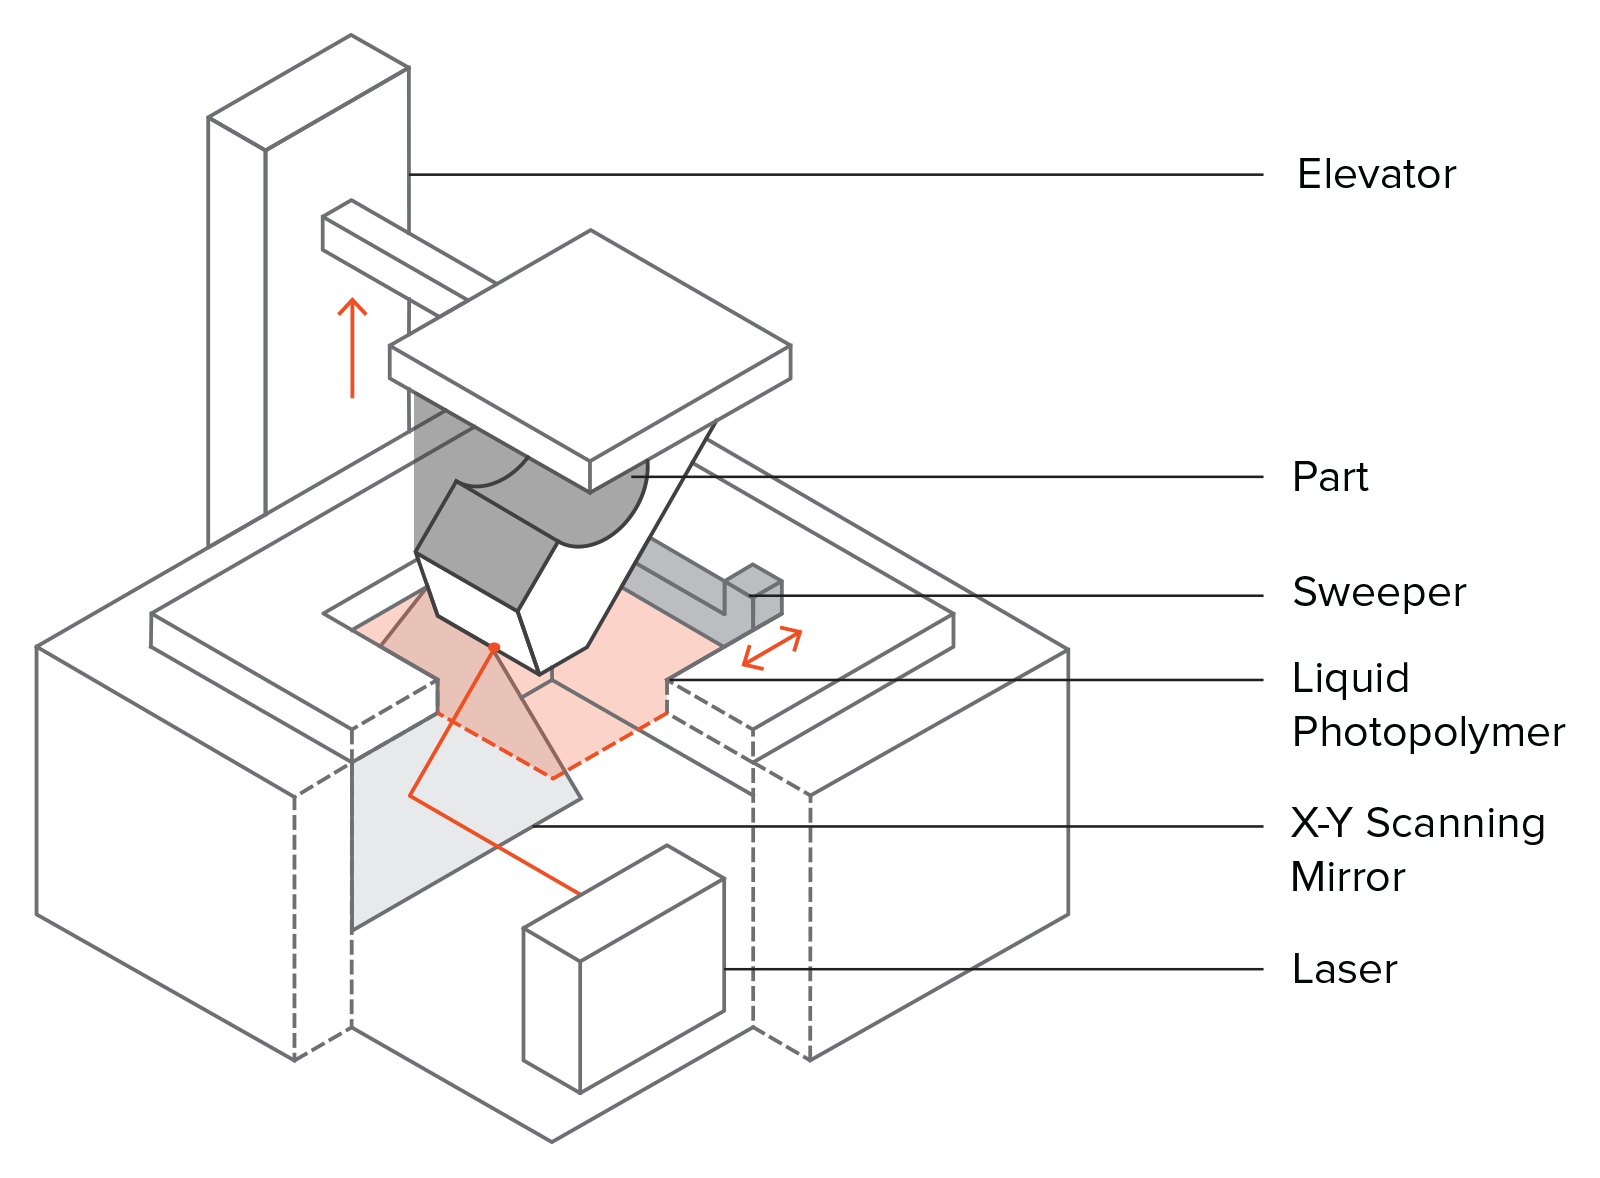 Elevator
Part
Sweeper
Liquid
Photopolymer
X-Y Scanning
Mirror
Laser